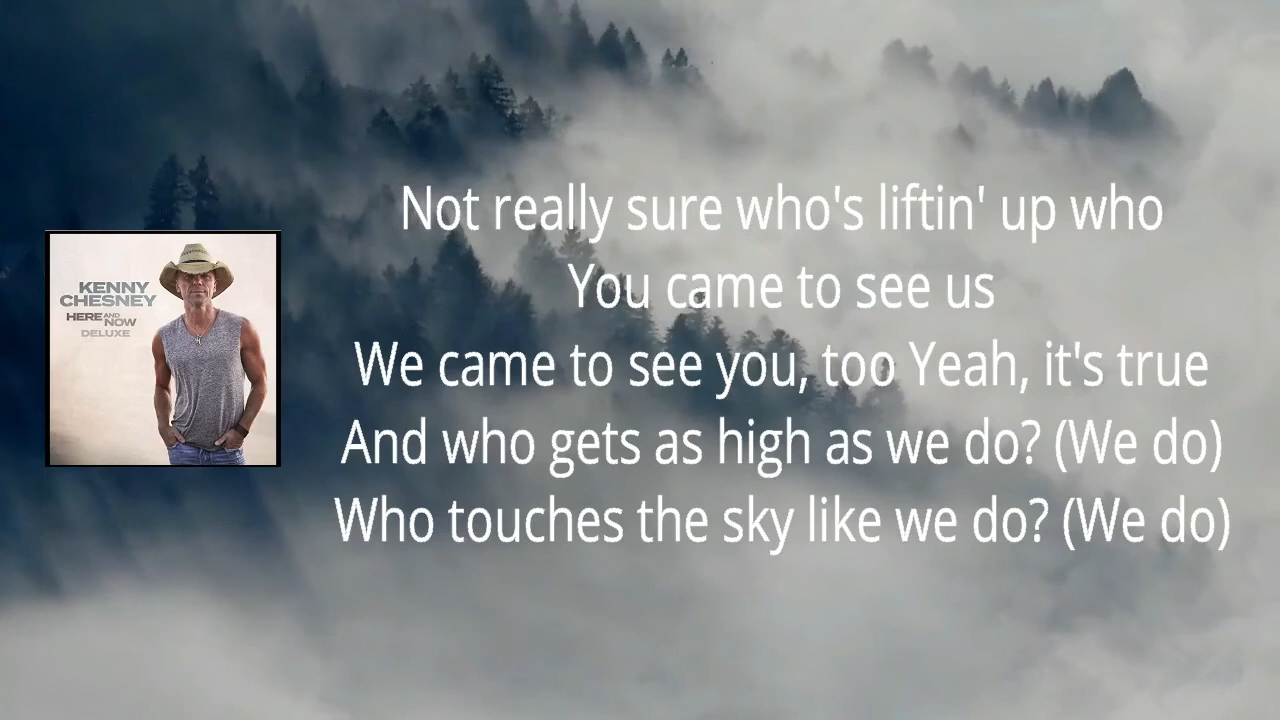 KENNY
CHESNEY
HERE AND NOW
DELUXE
Not really sure who's liftin' up who
You came to see us
We came to see you, too Yeah, it's true
And who gets as high as we do? (We do)
Who touches the sky like we do? (We do)